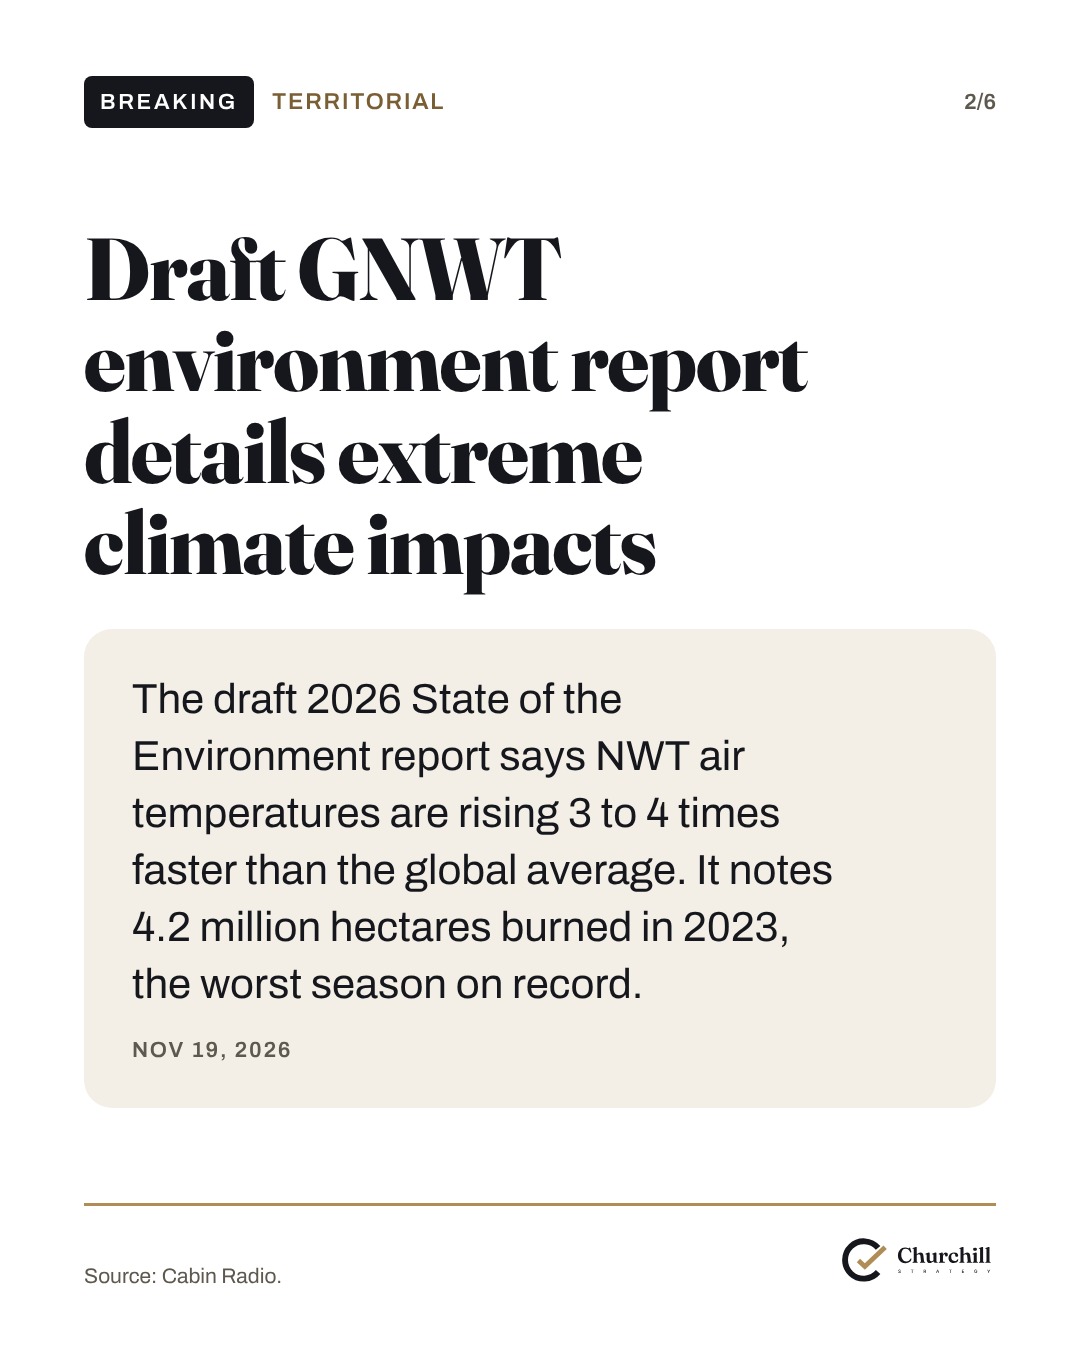 BREAKING TERRITORIAL 2/6
Draft GNWT
environment report
details extreme
climate impacts
The draft 2026 State of the
Environment report says NWT air
temperatures are rising 3 to 4 times
faster than the global average. It notes
4.2 million hectares burned in 2023,
the worst season on record.
NOV 19, 2026
Source: Cabin Radio.
Churchill
STRATEGY